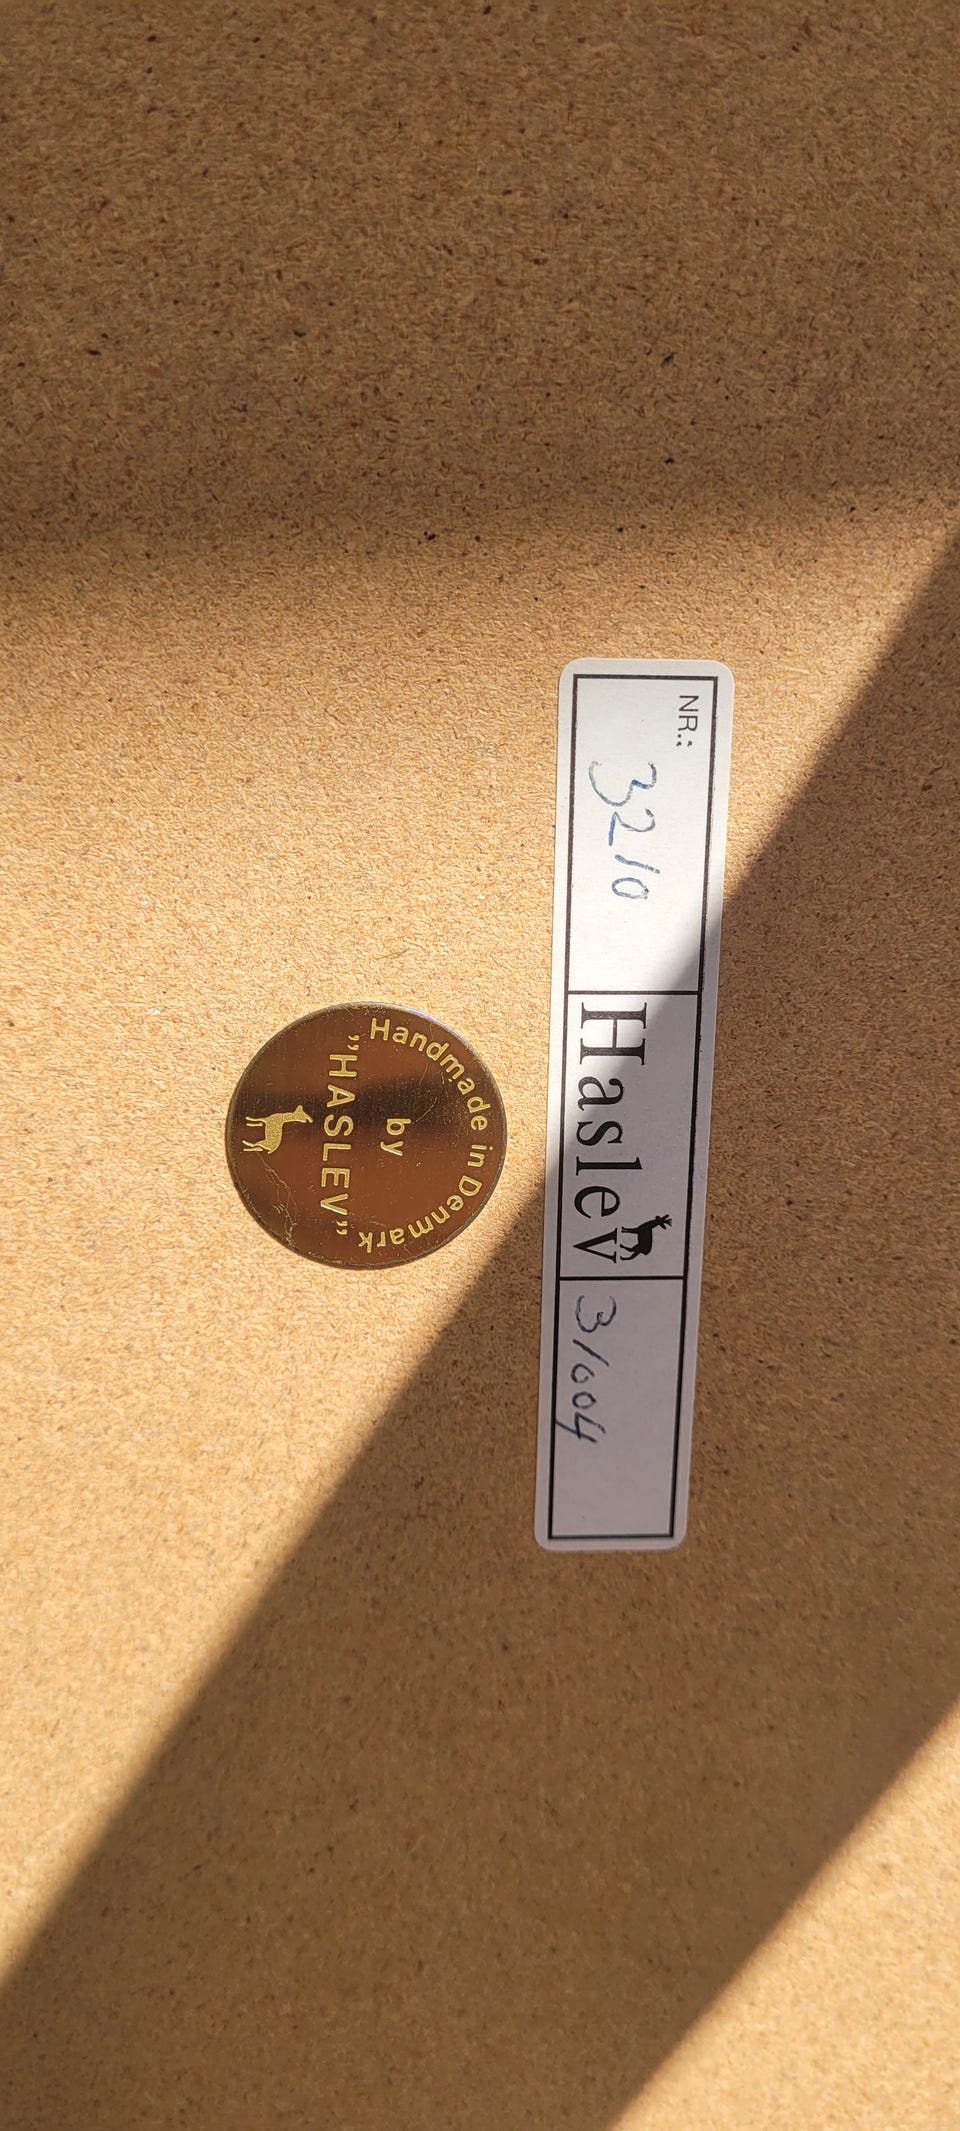 NR.: 3210
Haslev
31004
Handmade in Denmark
by
"HASLEV"